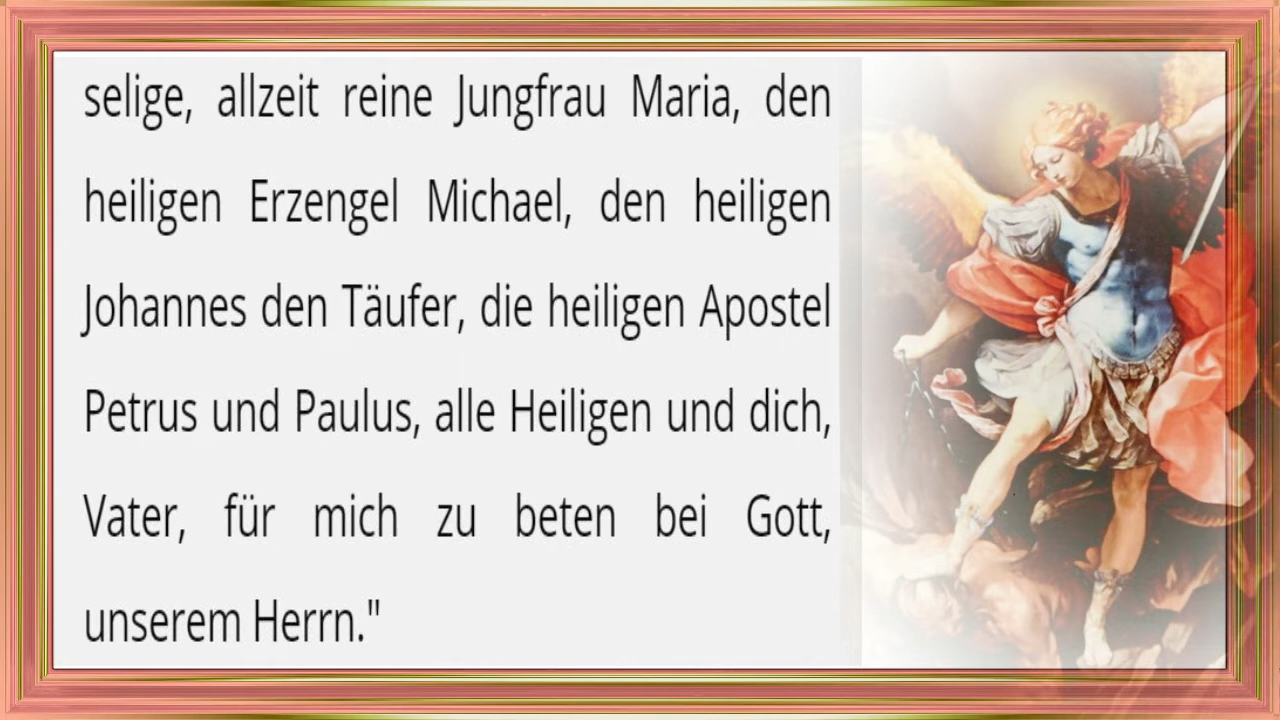 selige, allzeit reine Jungfrau Maria, den
heiligen Erzengel Michael, den heiligen
Johannes den Täufer, die heiligen Apostel
Petrus und Paulus, alle Heiligen und dich,
Vater, für mich zu beten bei Gott,
unserem Herrn."